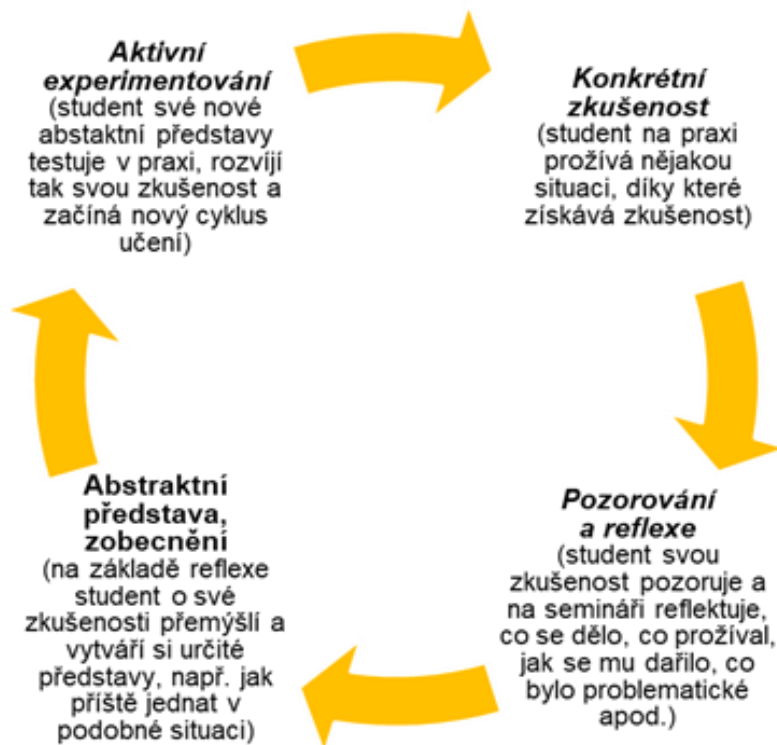 Aktivní
experimentování
(student své nové
abstaktní představy
testuje v praxi, rozvíjí
tak svou zkušenost a
začíná nový cyklus
učení)
Konkrétní
zkušenost
(student na praxi
prožívá nějakou
situaci, díky které
získává zkušenost)
Pozorování
a reflexe
(student svou
zkušenost pozoruje a
na semináři reflektuje,
co se dělo, co prožíval,
jak se mu dařilo, co
bylo problematické
apod.)
Abstraktní
představa,
zobecnění
(na základě reflexe
student o své
zkušenosti přemýšlí a
vytváří si určité
představy, např. jak
příště jednat v
podobné situaci)